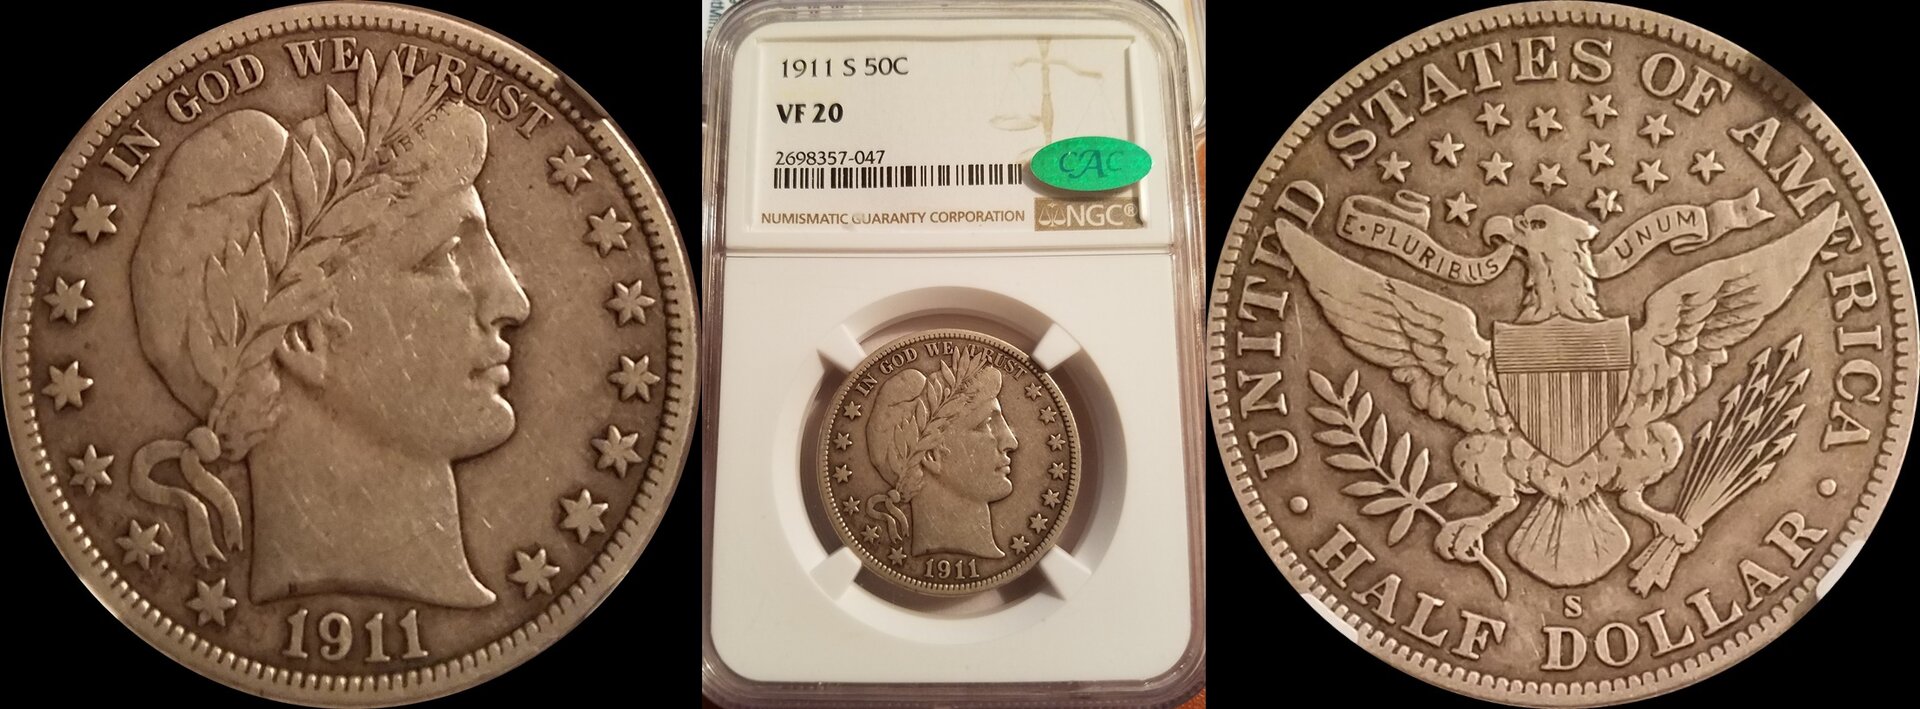 IN GOD WE TRUST
LIBERTY
1911
1911 S 50C
VF 20
2698357-047
CAC
NUMISMATIC GUARANTY CORPORATION
NGC®
IN GOD WE TRUST
1911
UNITED STATES OF AMERICA
E·PLURIBUS UNUM
S
HALF DOLLAR